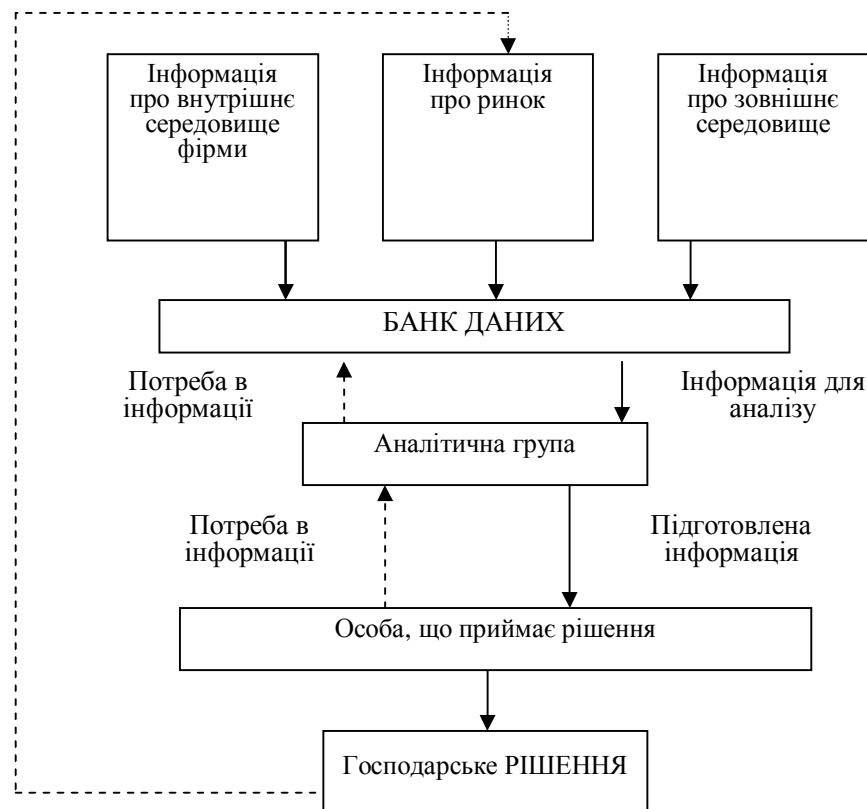 Інформація
про внутрішнє
середовище
фірми
Інформація
про ринок
Інформація
про зовнішнє
середовище
БАНК ДАНИХ
Потреба в
інформації
Інформація для
аналізу
Аналітична група
Потреба в
інформації
Підготовлена
інформація
Особа, що приймає рішення
Господарське РІШЕННЯ